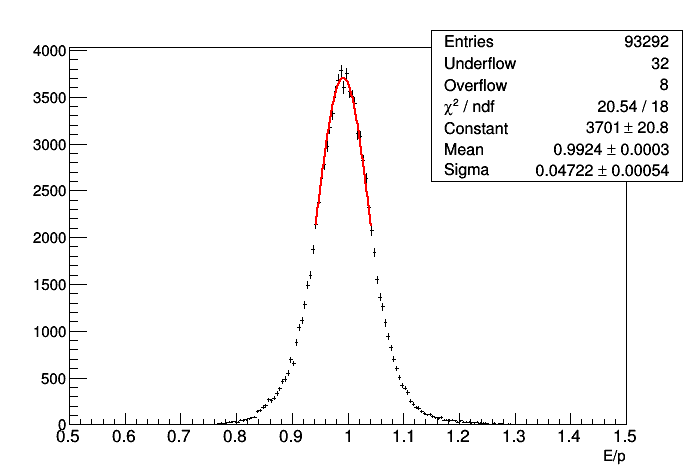 Entries 93292
Underflow 32
Overflow 8
χ² / ndf 20.54 / 18
Constant 3701 ± 20.8
Mean 0.9924 ± 0.0003
Sigma 0.04722 ± 0.00054
4000
3500
3000
2500
2000
1500
1000
500
0
0.5 0.6 0.7 0.8 0.9 1 1.1 1.2 1.3 1.4 1.5
E/p